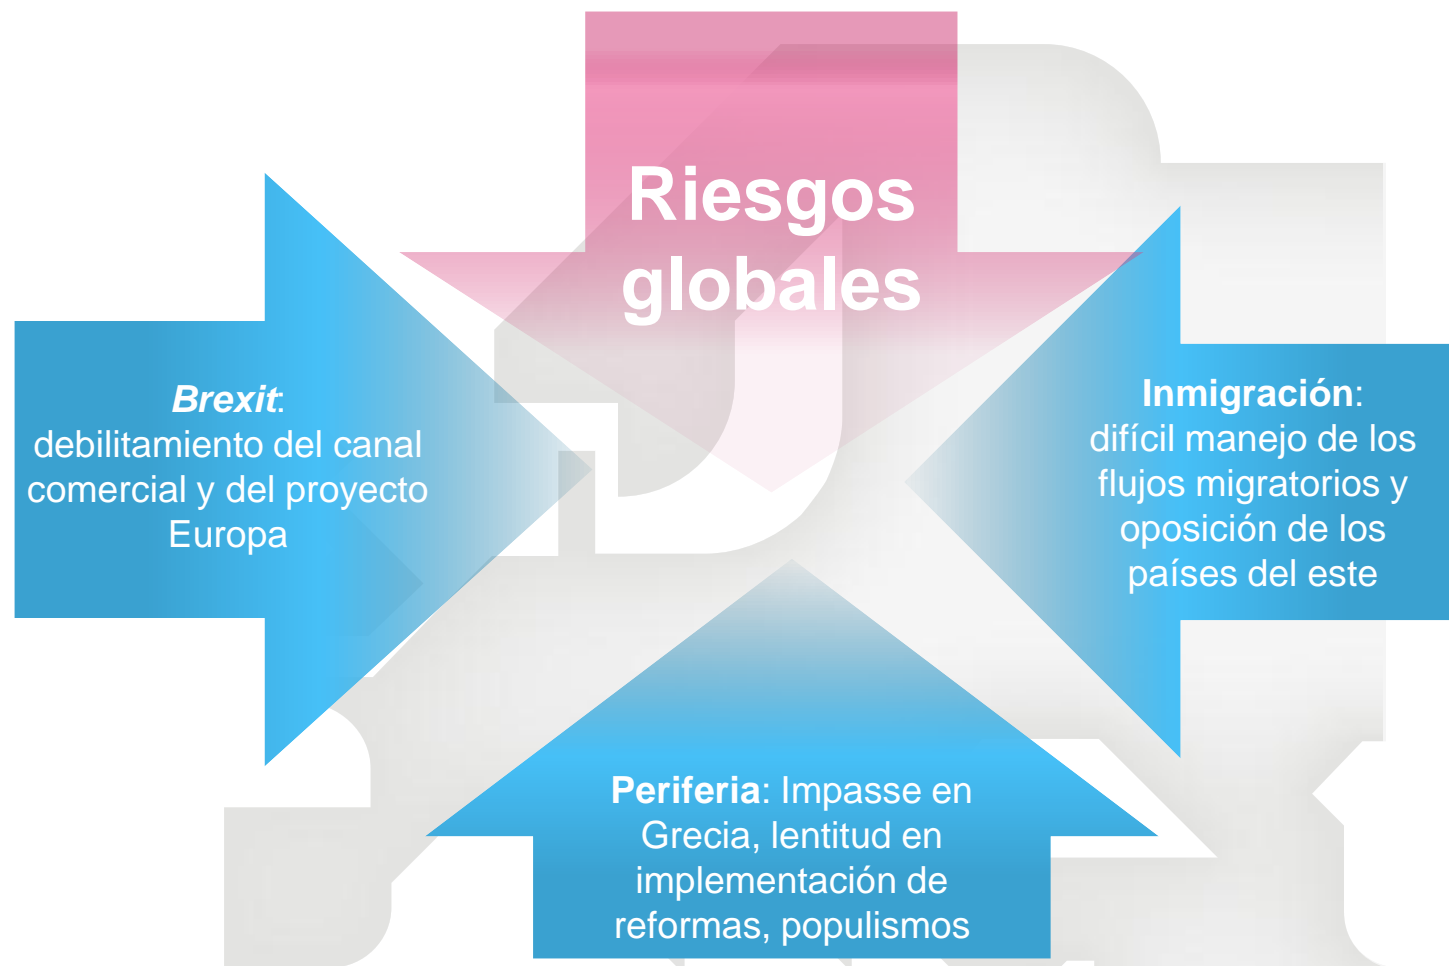 Riesgos
globales
Brexit:
debilitamiento del canal
comercial y del proyecto
Europa
Inmigración:
difícil manejo de los
flujos migratorios y
oposición de los
países del este
Periferia: Impasse en
Grecia, lentitud en
implementación de
reformas, populismos